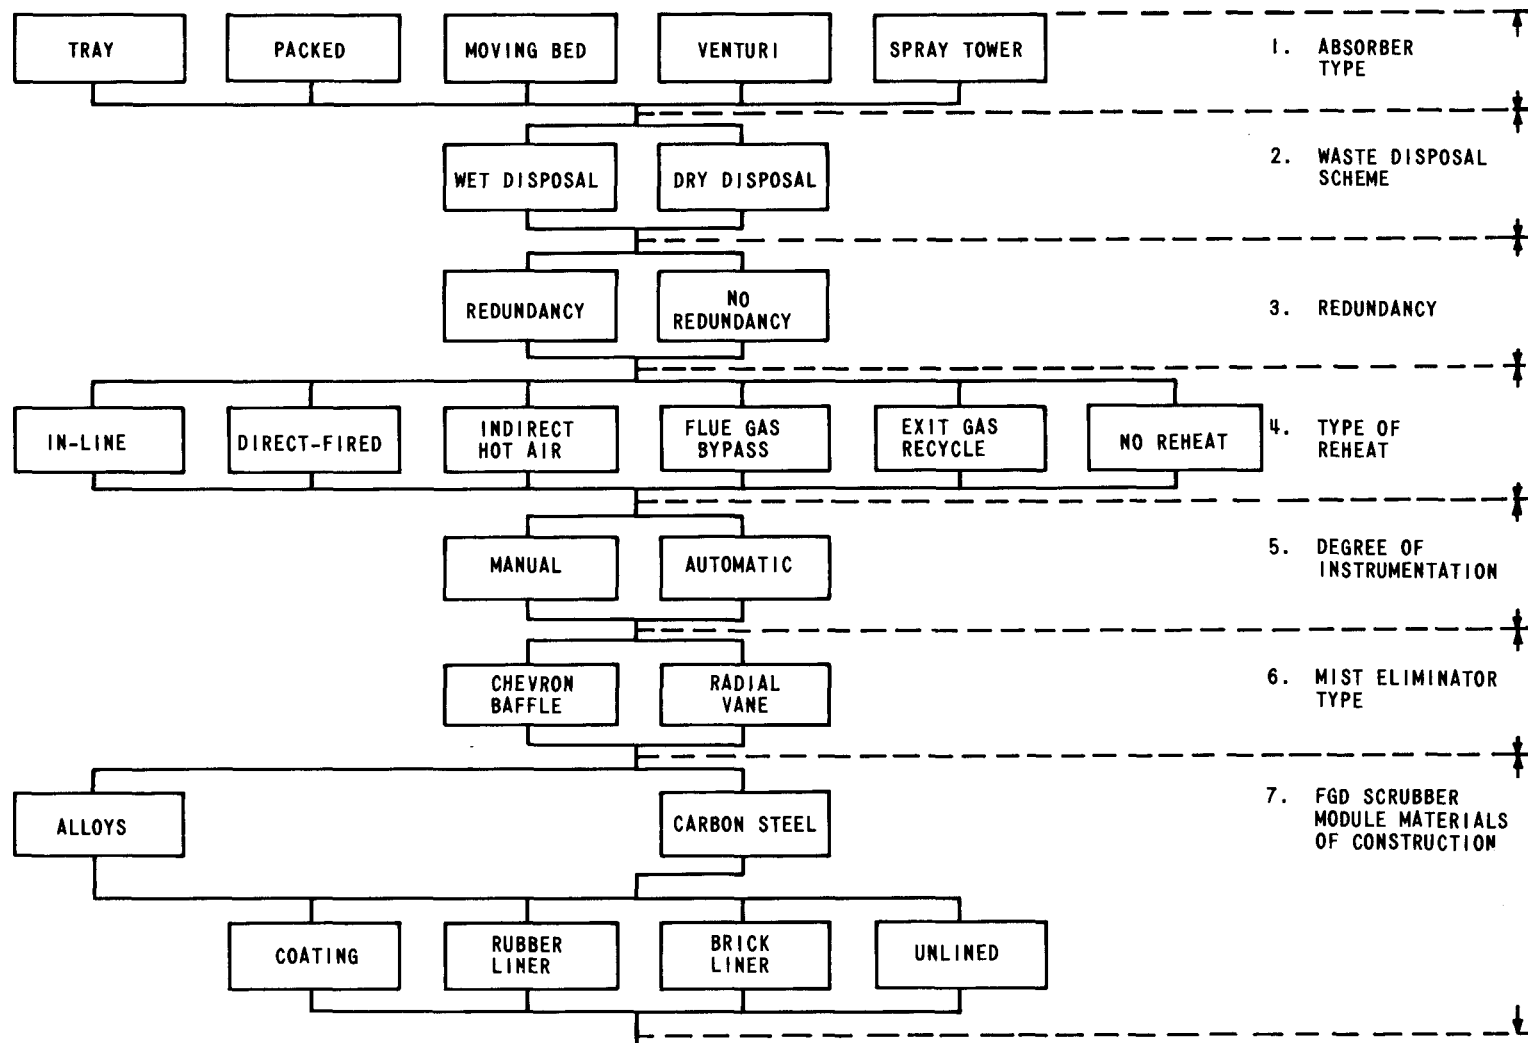 TRAY
PACKED
MOVING BED
VENTURI
SPRAY TOWER
1. ABSORBER
TYPE
WET DISPOSAL
DRY DISPOSAL
2. WASTE DISPOSAL
SCHEME
REDUNDANCY
NO
REDUNDANCY
3. REDUNDANCY
IN-LINE
DIRECT-FIRED
INDIRECT
HOT AIR
FLUE GAS
BYPASS
EXIT GAS
RECYCLE
NO REHEAT
4. TYPE OF
REHEAT
MANUAL
AUTOMATIC
5. DEGREE OF
INSTRUMENTATION
CHEVRON
BAFFLE
RADIAL
VANE
6. MIST ELIMINATOR
TYPE
ALLOYS
CARBON STEEL
7. FGD SCRUBBER
MODULE MATERIALS
OF CONSTRUCTION
COATING
RUBBER
LINER
BRICK
LINER
UNLINED